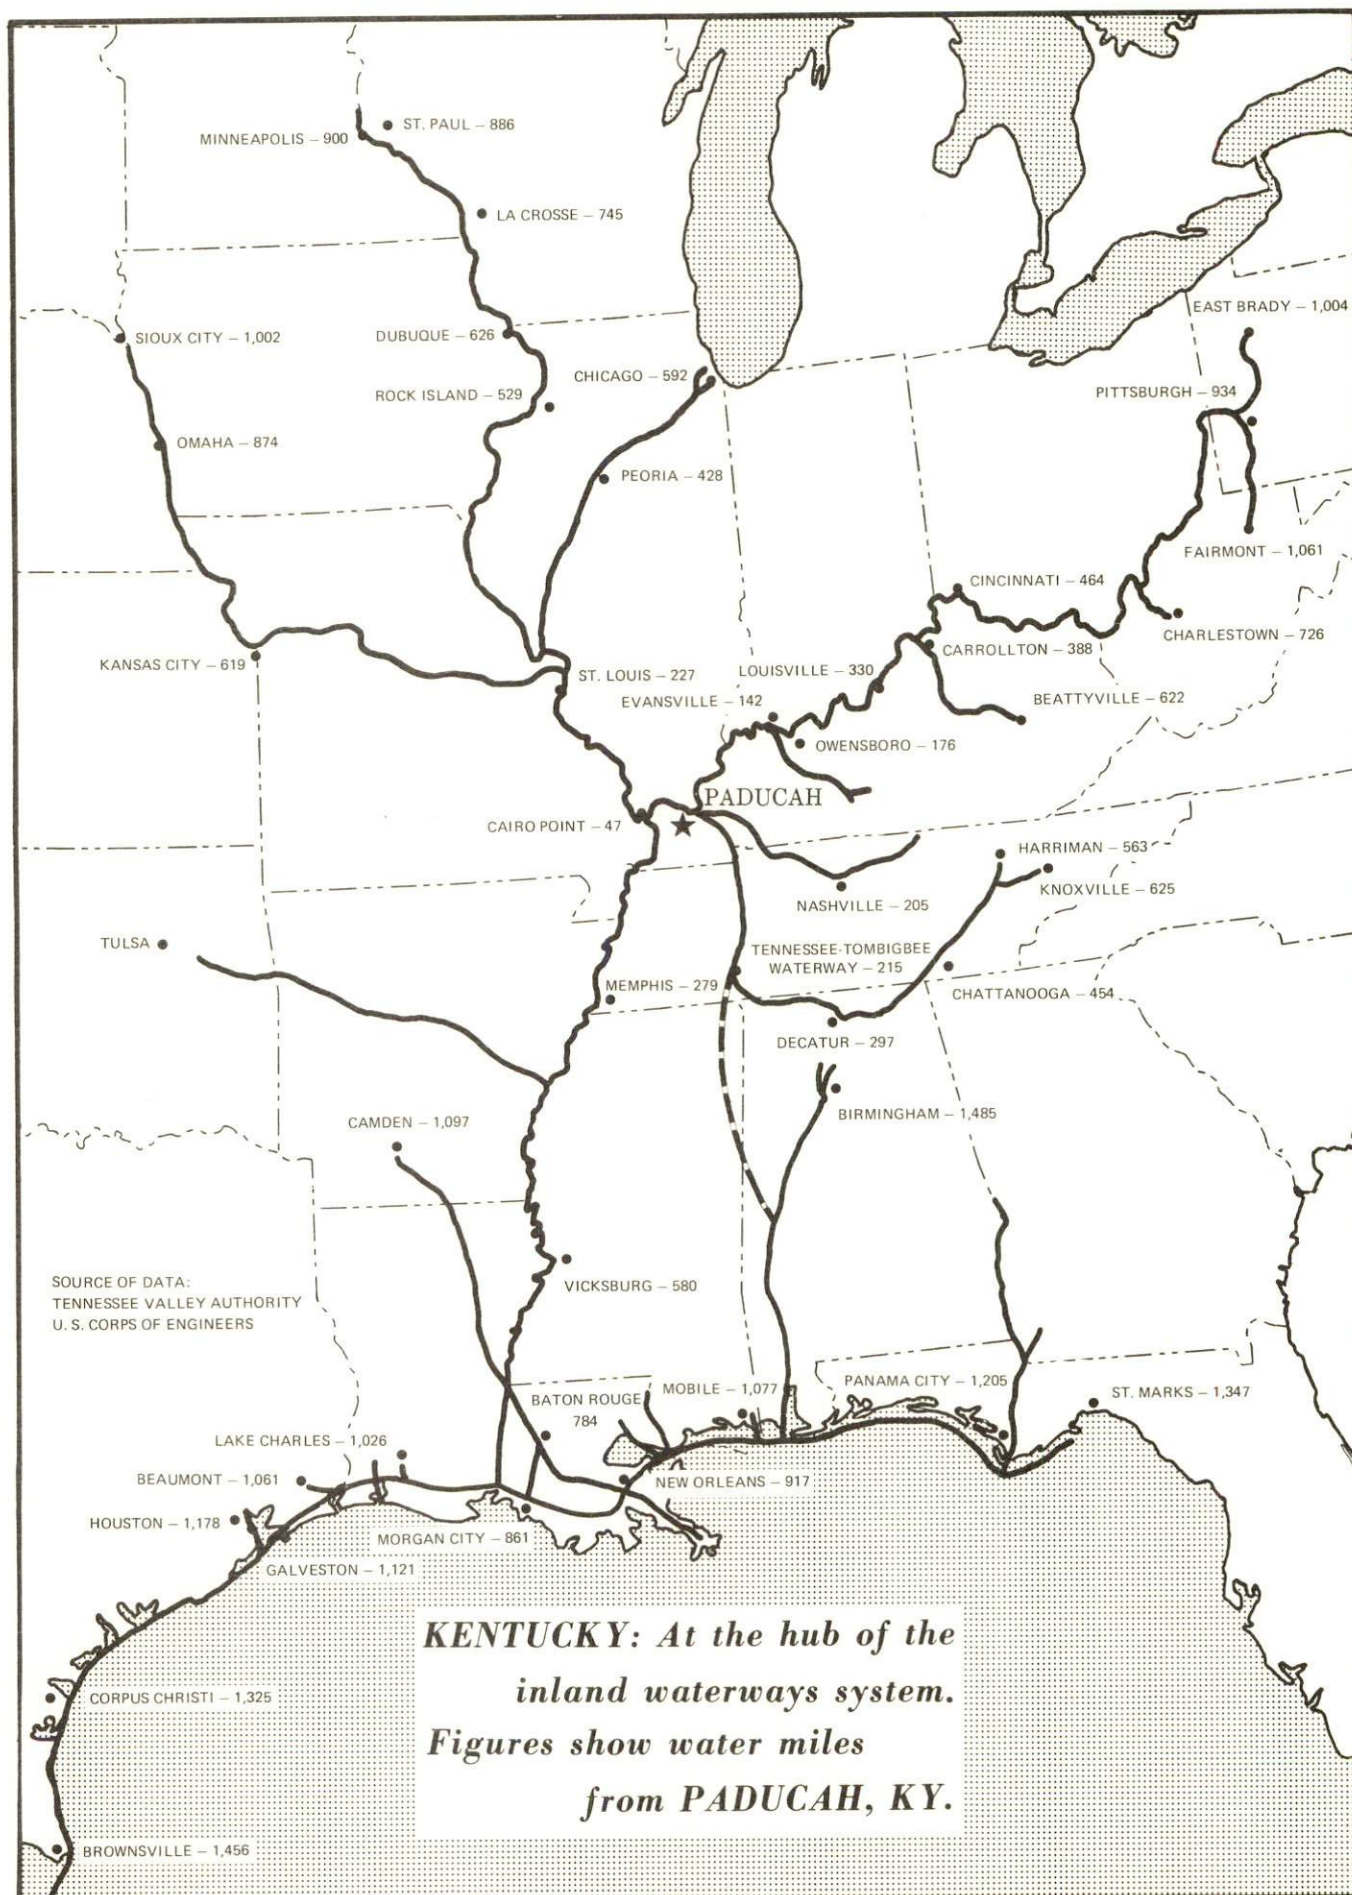 ST. PAUL – 886
MINNEAPOLIS – 900
LA CROSSE – 745
EAST BRADY – 1,004
SIOUX CITY – 1,002
DUBUQUE – 626
CHICAGO – 592
ROCK ISLAND – 529
PITTSBURGH – 934
OMAHA – 874
PEORIA – 428
FAIRMONT – 1,061
CINCINNATI – 464
CHARLESTOWN – 726
CARROLLTON – 388
KANSAS CITY – 619
LOUISVILLE – 330
ST. LOUIS – 227
EVANSVILLE – 142
BEATTYVILLE – 622
OWENSBORO – 176
PADUCAH
CAIRO POINT – 47
HARRIMAN – 563
KNOXVILLE – 625
NASHVILLE – 205
TULSA
TENNESSEE-TOMBIGBEE
WATERWAY – 215
MEMPHIS – 279
CHATTANOOGA – 454
DECATUR – 297
BIRMINGHAM – 1,485
CAMDEN – 1,097
SOURCE OF DATA:
TENNESSEE VALLEY AUTHORITY
U. S. CORPS OF ENGINEERS
VICKSBURG – 580
PANAMA CITY – 1,205
MOBILE – 1,077
ST. MARKS – 1,347
BATON ROUGE
784
LAKE CHARLES – 1,026
BEAUMONT – 1,061
NEW ORLEANS – 917
HOUSTON – 1,178
MORGAN CITY – 861
GALVESTON – 1,121
KENTUCKY: At the hub of the
inland waterways system.
Figures show water miles
from PADUCAH, KY.
CORPUS CHRISTI – 1,325
BROWNSVILLE – 1,456